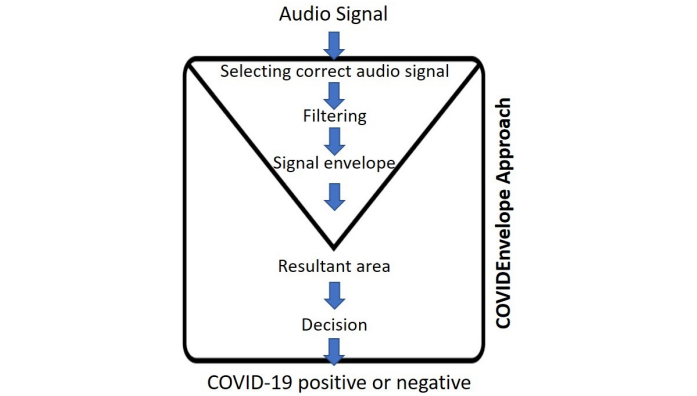 Audio Signal
Selecting correct audio signal
Filtering
Signal envelope
Resultant area
Decision
COVID-19 positive or negative
COVIDEnvelope Approach